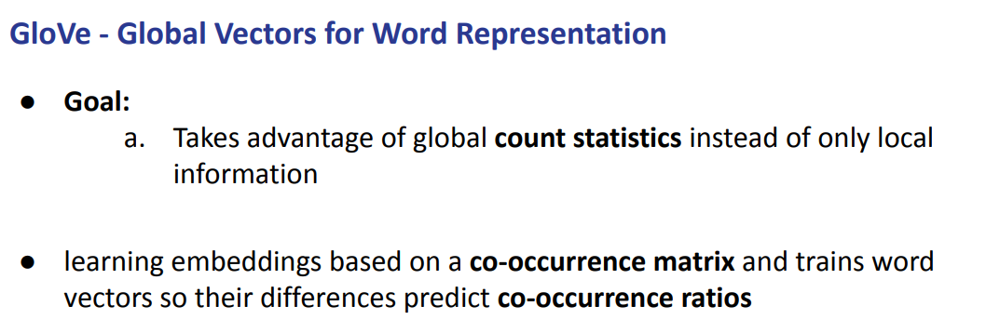 GloVe - Global Vectors for Word Representation
● Goal:
a. Takes advantage of global count statistics instead of only local
information
● learning embeddings based on a co-occurrence matrix and trains word
vectors so their differences predict co-occurrence ratios